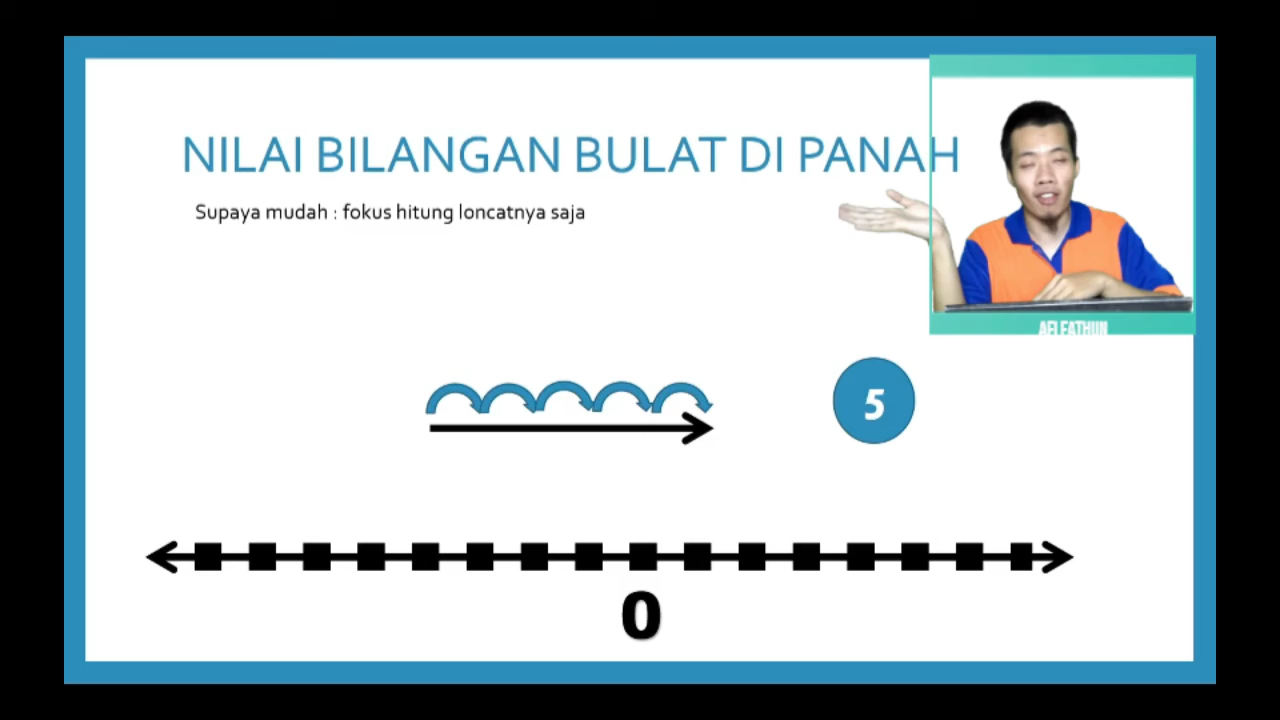 NILAI BILANGAN BULAT DI PANAH
Supaya mudah : fokus hitung loncatnya saja
5
0